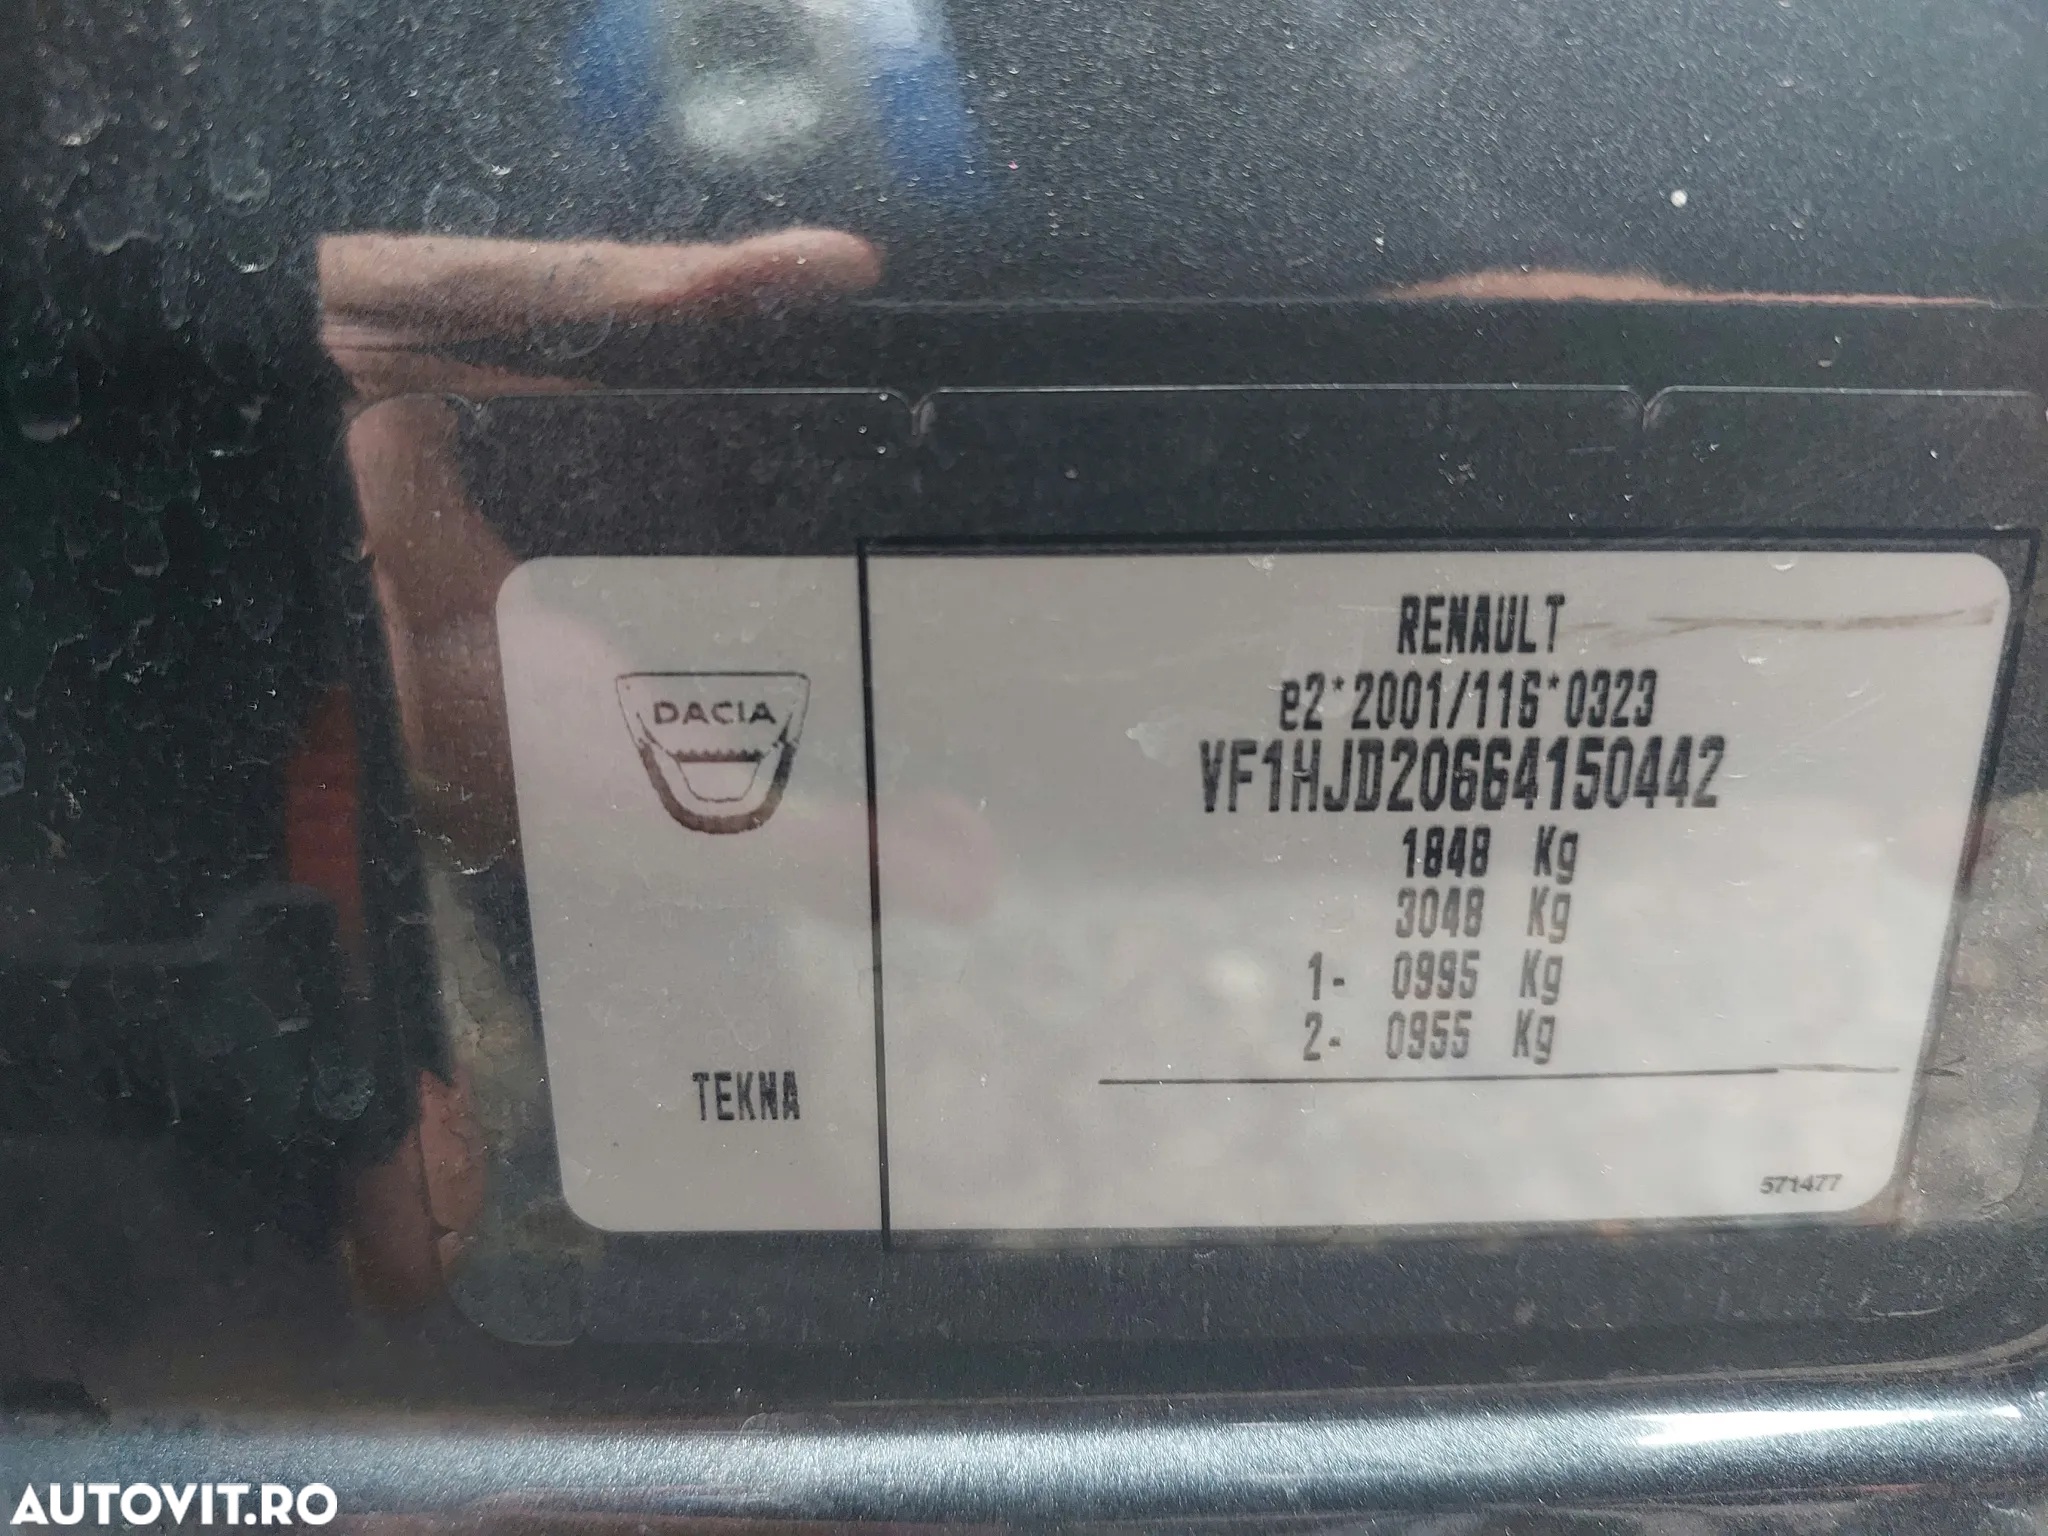 DACIA
TEKNA
RENAULT
e2*2001/116*0323
VF1HJD20664150442
1848 Kg
3048 Kg
1- 0995 Kg
2- 0955 Kg
571477
AUTOVIT.RO